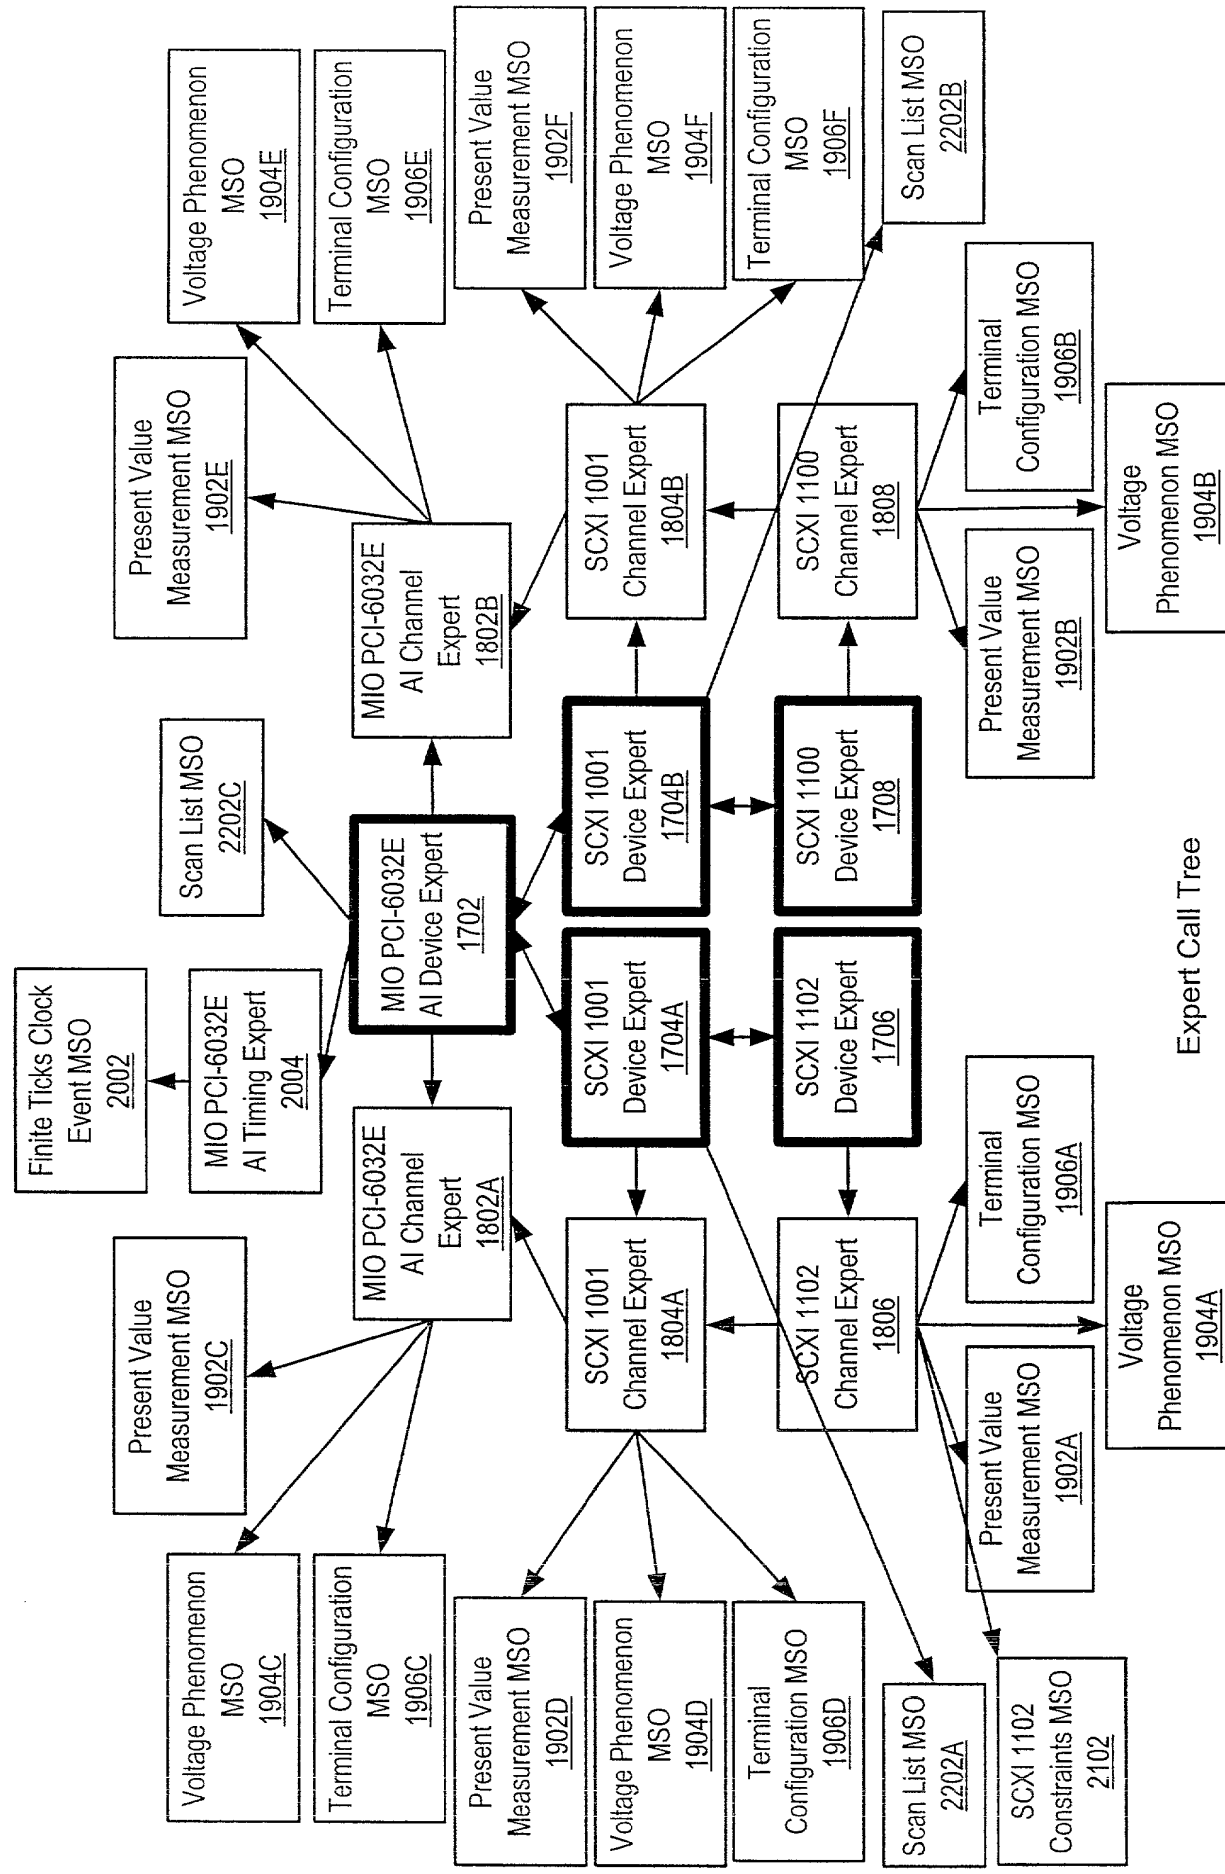 Finite Ticks Clock
Event MSO
2002
MIO PCI-6032E
AI Timing Expert
2004
Scan List MSO
2202C
Present Value
Measurement MSO
1902C
Present Value
Measurement MSO
1902E
Voltage Phenomenon
MSO
1904C
Voltage Phenomenon
MSO
1904E
Terminal Configuration
MSO
1906C
MIO PCI-6032E
AI Channel
Expert
1802A
MIO PCI-6032E
AI Device Expert
1702
MIO PCI-6032E
AI Channel
Expert
1802B
Terminal Configuration
MSO
1906E
Present Value
Measurement MSO
1902D
Present Value
Measurement MSO
1902F
Voltage Phenomenon
MSO
1904D
SCXI 1001
Channel Expert
1804A
SCXI 1001
Device Expert
1704A
SCXI 1001
Device Expert
1704B
SCXI 1001
Channel Expert
1804B
Voltage Phenomenon
MSO
1904F
Terminal
Configuration MSO
1906D
SCXI 1102
Channel Expert
1806
SCXI 1102
Device Expert
1706
SCXI 1100
Device Expert
1708
SCXI 1100
Channel Expert
1808
Terminal Configuration
MSO
1906F
Scan List MSO
2202A
Scan List MSO
2202B
SCXI 1102
Constraints MSO
2102
Present Value
Measurement MSO
1902A
Terminal
Configuration MSO
1906A
Present Value
Measurement MSO
1902B
Terminal
Configuration MSO
1906B
Voltage
Phenomenon MSO
1904A
Voltage
Phenomenon MSO
1904B
Expert Call Tree